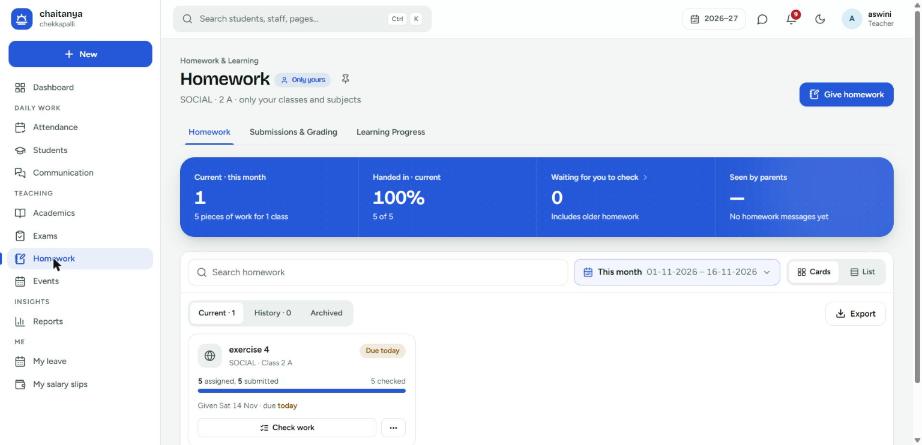 chaitanya
chekkapalli
Search students, staff, pages...
Ctrl K
2026–27
9
A
aswini
Teacher
+ New
Dashboard
DAILY WORK
Attendance
Students
Communication
TEACHING
Academics
Exams
Homework
Events
INSIGHTS
Reports
ME
My leave
My salary slips
Homework & Learning
Homework
Only yours
SOCIAL · 2 A · only your classes and subjects
Give homework
Homework
Submissions & Grading
Learning Progress
Current · this month
1
5 pieces of work for 1 class
Handed in · current
100%
5 of 5
Waiting for you to check
0
Includes older homework
Seen by parents
—
No homework messages yet
Search homework
This month 01-11-2026 – 16-11-2026
Cards
List
Current · 1
History · 0
Archived
Export
exercise 4
Due today
SOCIAL · Class 2 A
5 assigned, 5 submitted
5 checked
Given Sat 14 Nov · due today
Check work